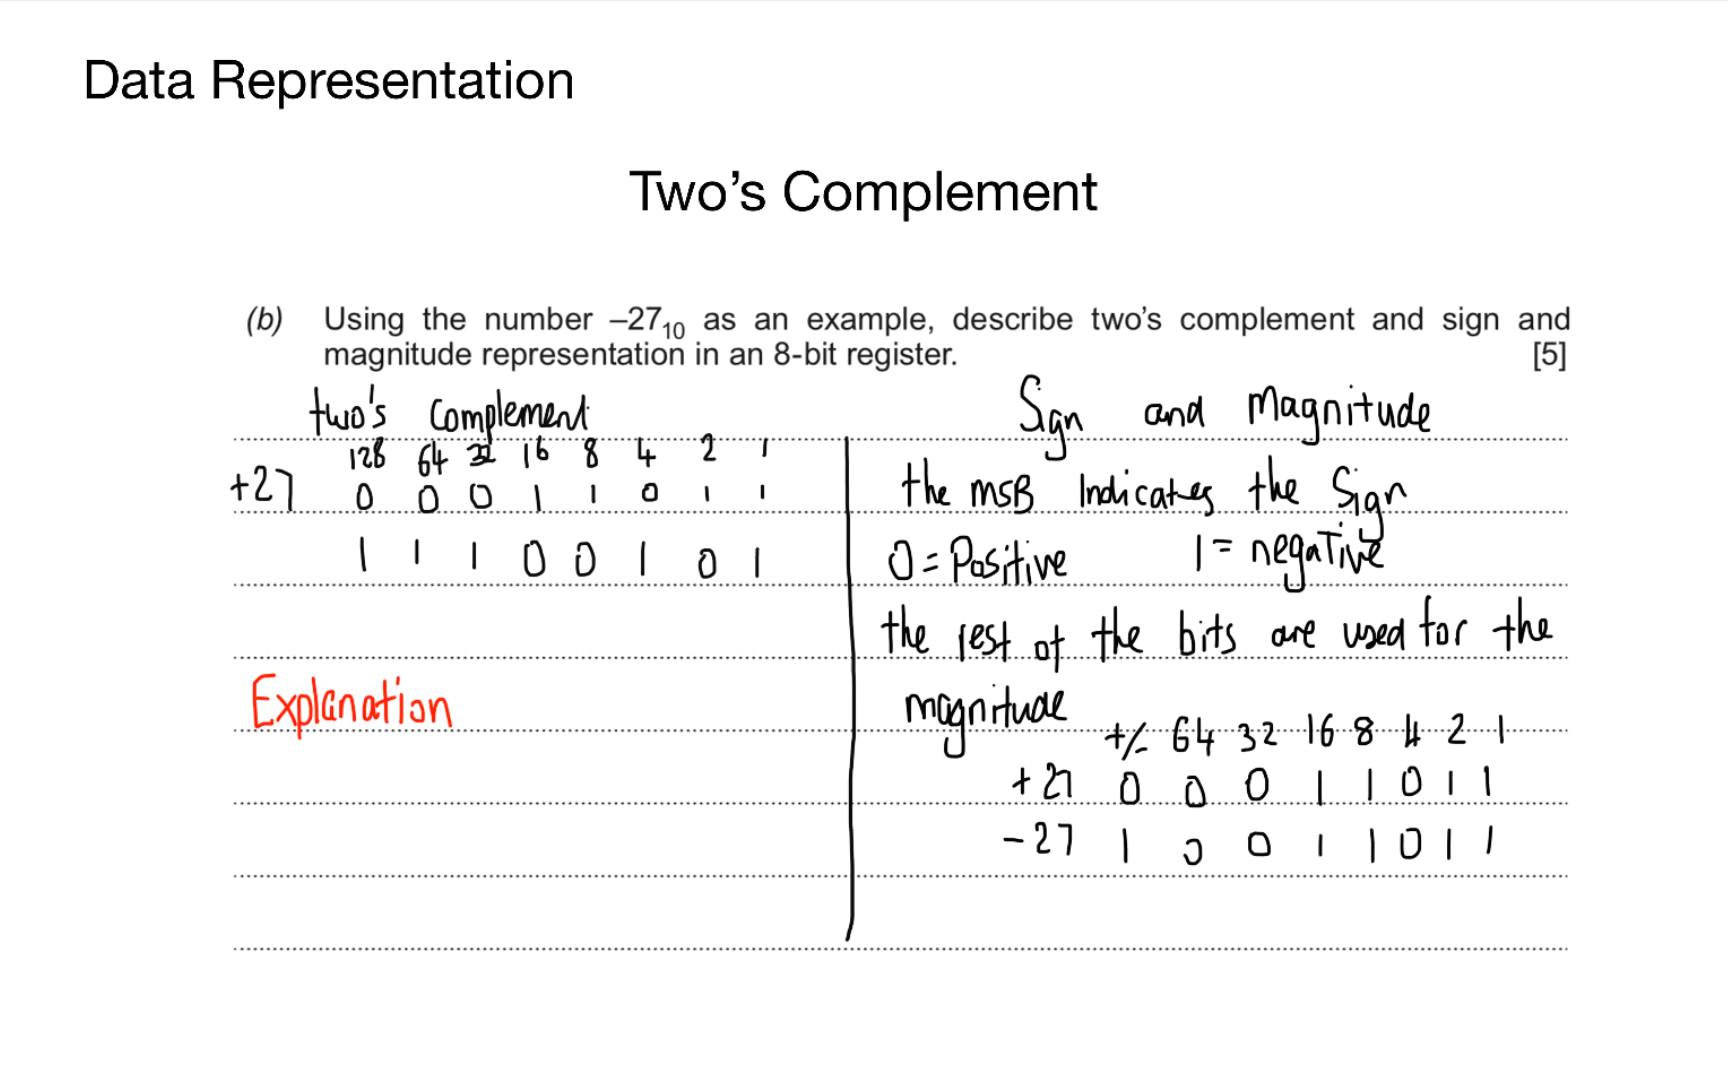 Data Representation
Two’s Complement
(b) Using the number –27₁₀ as an example, describe two’s complement and sign and
magnitude representation in an 8-bit register. [5]
two's complement
128 64 32 16 8 4 2 1
+27 0 0 0 1 1 0 1 1
1 1 1 0 0 1 0 1
Explanation
Sign and Magnitude
the MSB Indicates the Sign
0 = Positive 1 = negative
the rest of the bits are used for the
magnitude
+/- 64 32 16 8 4 2 1
+27 0 0 0 1 1 0 1 1
-27 1 0 0 1 1 0 1 1